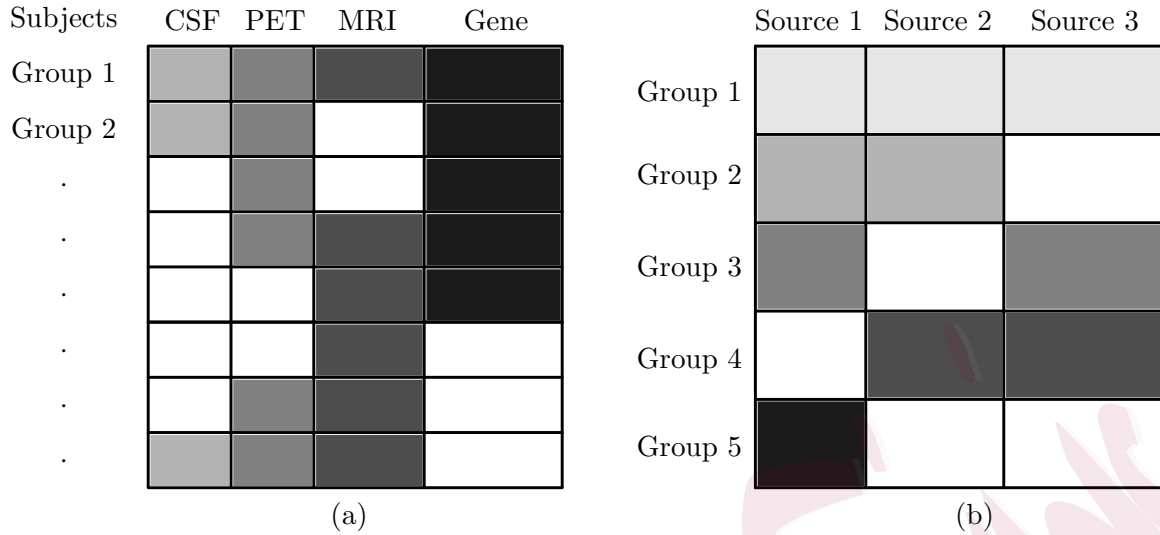 Subjects CSF PET MRI Gene
Group 1
Group 2
.
.
.
.
.
.
(a)
Source 1 Source 2 Source 3
Group 1
Group 2
Group 3
Group 4
Group 5
(b)